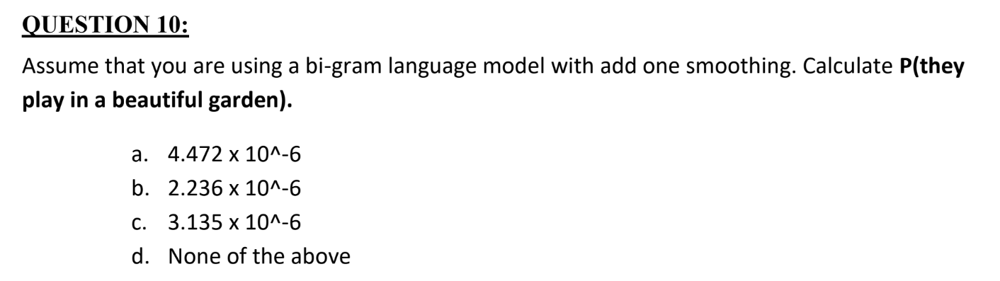 QUESTION 10:
Assume that you are using a bi-gram language model with add one smoothing. Calculate P(they
play in a beautiful garden).
a. 4.472 x 10^-6
b. 2.236 x 10^-6
c. 3.135 x 10^-6
d. None of the above